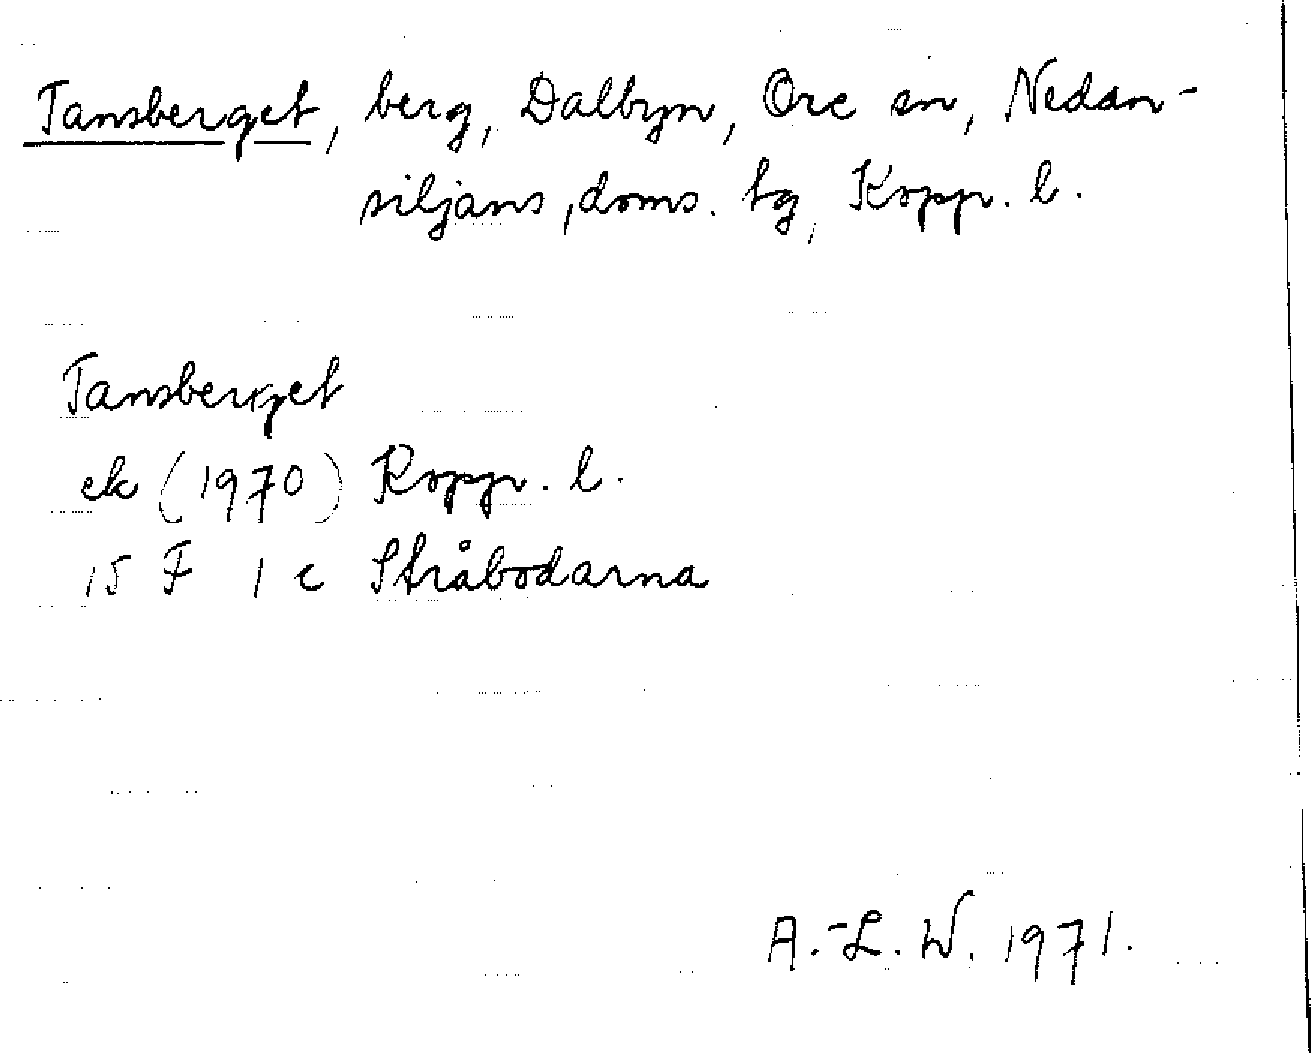 Tansberget, berg, Dalbyn, Ore sn, Nedan-
siljans, doms. tg, Kopp. l.
Tansberget
ek (1970) Kopp. l.
15 F 1 c Stråbodarna
A.-L. W. 1971.